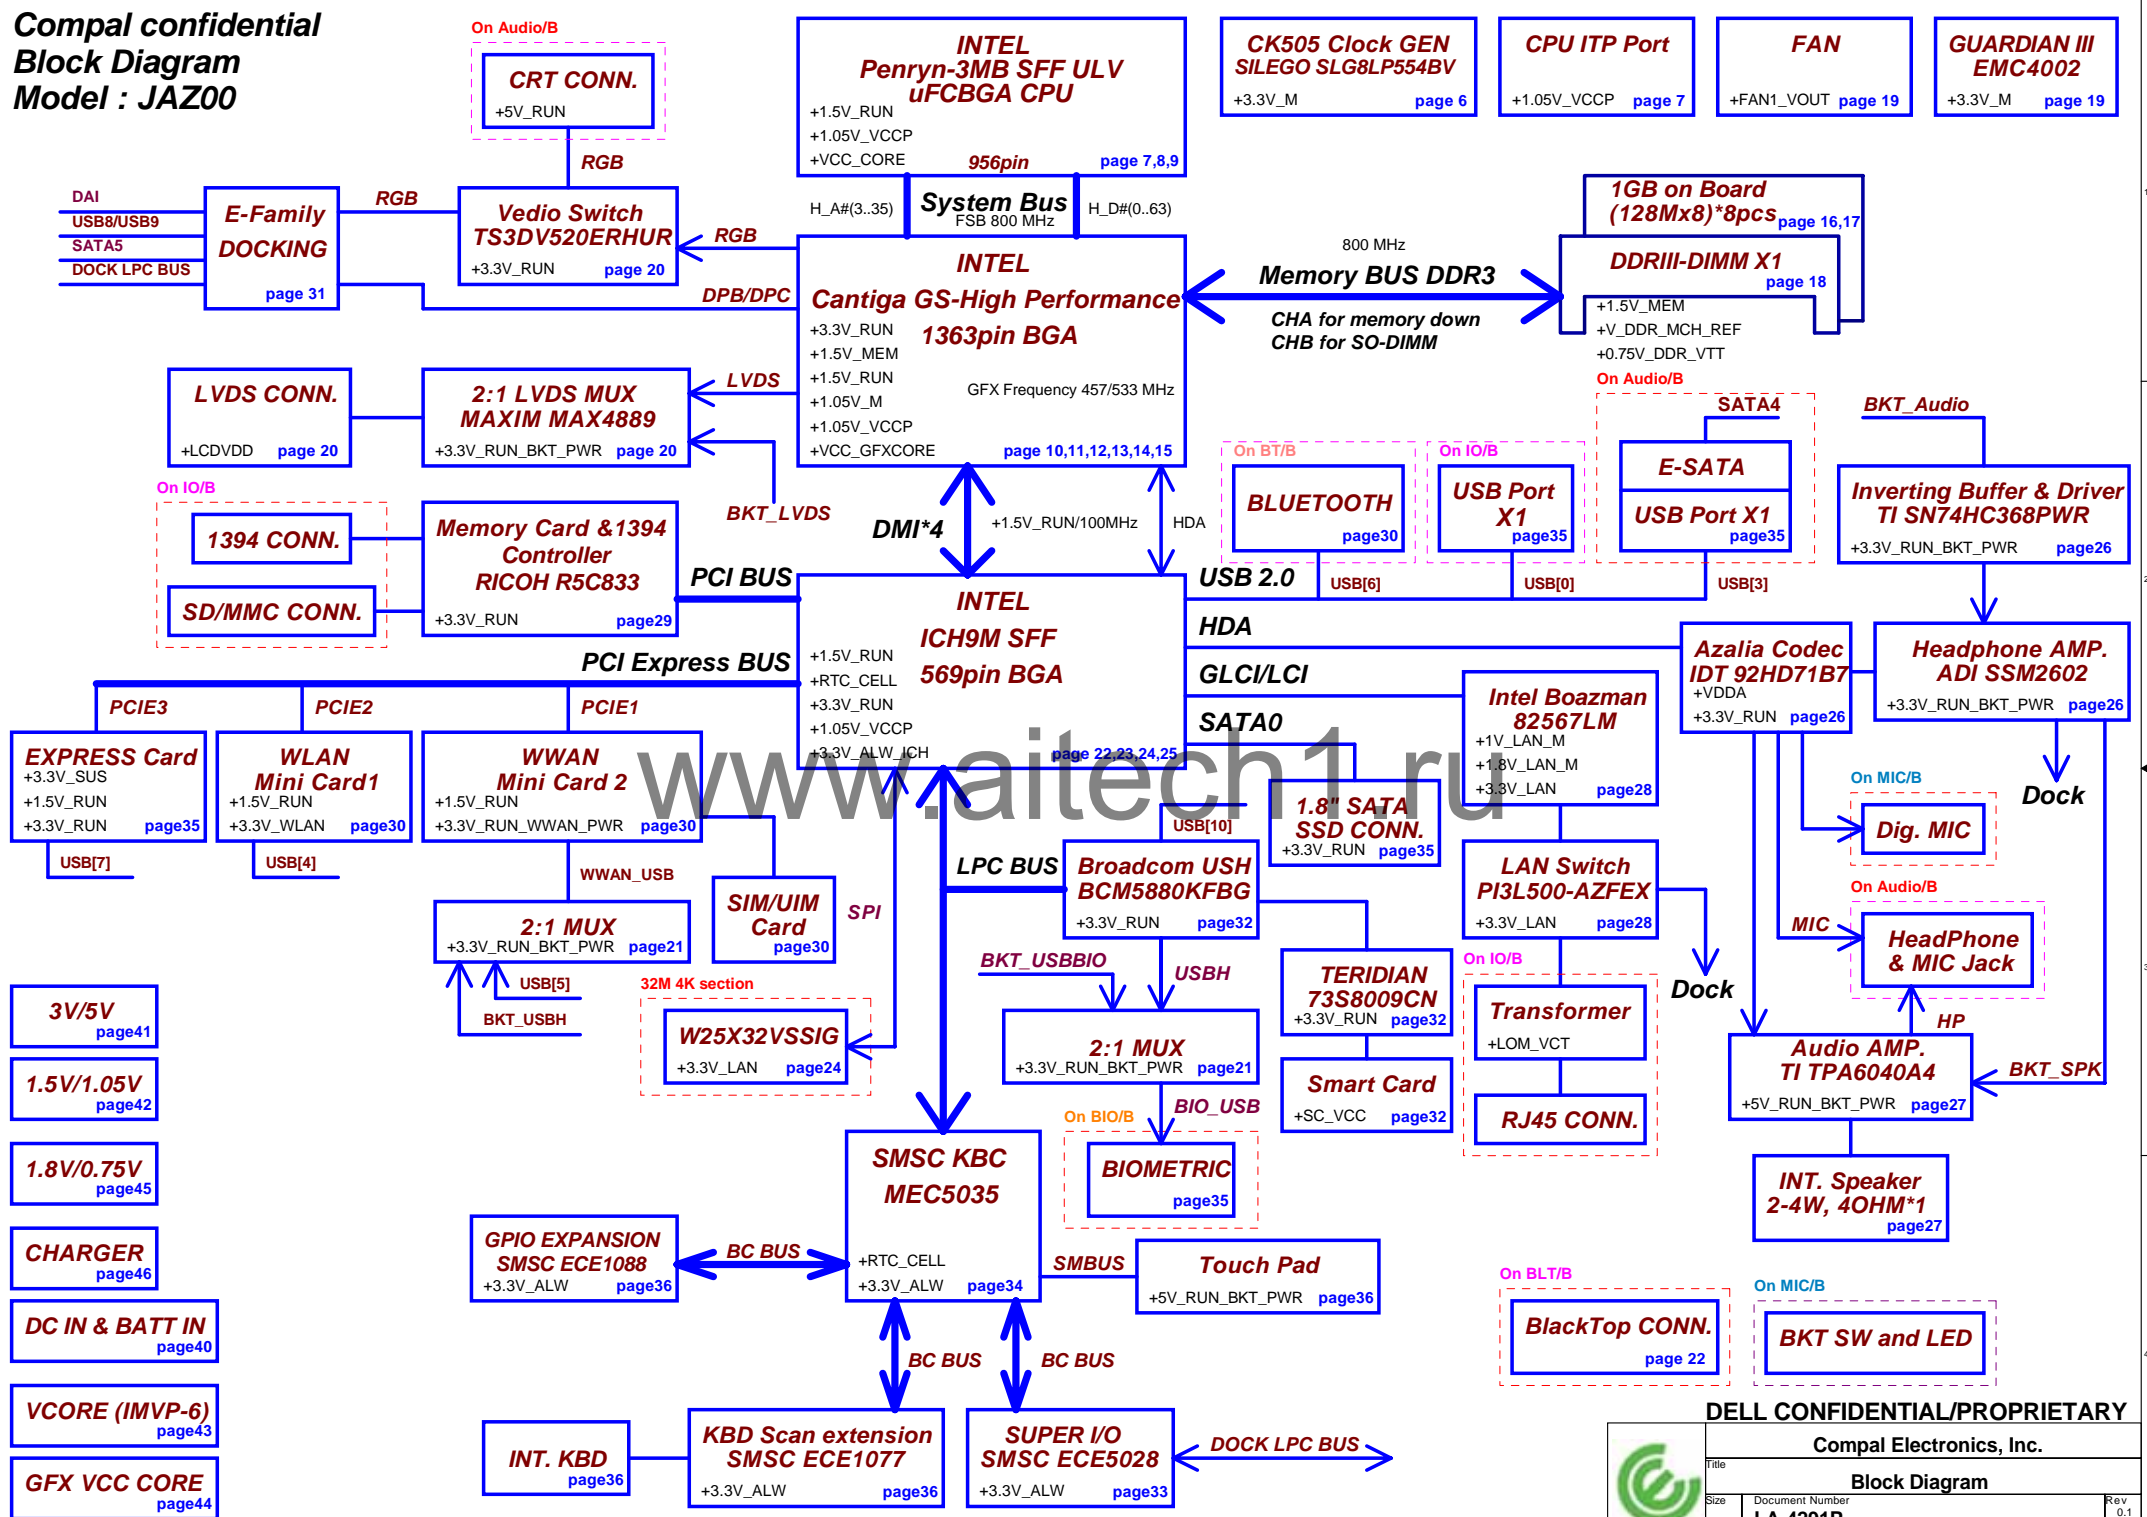 Compal confidential
Block Diagram
Model : JAZ00
On Audio/B
CRT CONN.
+5V_RUN
RGB
INTEL
Penryn-3MB SFF ULV
uFCBGA CPU
+1.5V_RUN
+1.05V_VCCP
+VCC_CORE
956pin
page 7,8,9
CK505 Clock GEN
SILEGO SLG8LP554BV
+3.3V_M
page 6
CPU ITP Port
+1.05V_VCCP
page 7
FAN
+FAN1_VOUT
page 19
GUARDIAN III
EMC4002
+3.3V_M
page 19
DAI
USB8/USB9
SATA5
DOCK LPC BUS
E-Family
DOCKING
page 31
RGB
Vedio Switch
TS3DV520ERHUR
+3.3V_RUN
page 20
RGB
DPB/DPC
H_A#(3..35)
System Bus
FSB 800 MHz
H_D#(0..63)
INTEL
Cantiga GS-High Performance
1363pin BGA
+3.3V_RUN
+1.5V_MEM
+1.5V_RUN
+1.05V_M
+1.05V_VCCP
+VCC_GFXCORE
GFX Frequency 457/533 MHz
page 10,11,12,13,14,15
800 MHz
Memory BUS DDR3
CHA for memory down
CHB for SO-DIMM
1GB on Board
(128Mx8)*8pcs
page 16,17
DDRIII-DIMM X1
page 18
+1.5V_MEM
+V_DDR_MCH_REF
+0.75V_DDR_VTT
LVDS CONN.
+LCDVDD
page 20
2:1 LVDS MUX
MAXIM MAX4889
+3.3V_RUN_BKT_PWR
page 20
LVDS
BKT_LVDS
On IO/B
1394 CONN.
SD/MMC CONN.
Memory Card &1394
Controller
RICOH R5C833
+3.3V_RUN
page29
PCI BUS
DMI*4
+1.5V_RUN/100MHz
HDA
On BT/B
BLUETOOTH
page30
On IO/B
USB Port
X1
page35
On Audio/B
SATA4
E-SATA
USB Port X1
page35
BKT_Audio
Inverting Buffer & Driver
TI SN74HC368PWR
+3.3V_RUN_BKT_PWR
page26
INTEL
ICH9M SFF
569pin BGA
+1.5V_RUN
+RTC_CELL
+3.3V_RUN
+1.05V_VCCP
+3.3V_ALW_ICH
page 22,23,24,25
USB 2.0
USB[6]
USB[0]
USB[3]
HDA
GLCI/LCI
SATA0
Azalia Codec
IDT 92HD71B7
+VDDA
+3.3V_RUN
page26
Headphone AMP.
ADI SSM2602
+3.3V_RUN_BKT_PWR
page26
Dock
PCI Express BUS
PCIE3
PCIE2
PCIE1
EXPRESS Card
+3.3V_SUS
+1.5V_RUN
+3.3V_RUN
page35
USB[7]
WLAN
Mini Card1
+1.5V_RUN
+3.3V_WLAN
page30
USB[4]
WWAN
Mini Card 2
+1.5V_RUN
+3.3V_RUN_WWAN_PWR
page30
WWAN_USB
2:1 MUX
+3.3V_RUN_BKT_PWR
page21
USB[5]
BKT_USBH
SIM/UIM
Card
page30
SPI
32M 4K section
W25X32VSSIG
+3.3V_LAN
page24
www.aitech1.ru
LPC BUS
USB[10]
Broadcom USH
BCM5880KFBG
+3.3V_RUN
page32
1.8" SATA
SSD CONN.
+3.3V_RUN
page35
Intel Boazman
82567LM
+1V_LAN_M
+1.8V_LAN_M
+3.3V_LAN
page28
LAN Switch
PI3L500-AZFEX
+3.3V_LAN
page28
Dock
On IO/B
Transformer
+LOM_VCT
RJ45 CONN.
BKT_USBBIO
USBH
2:1 MUX
+3.3V_RUN_BKT_PWR
page21
BIO_USB
On BIO/B
BIOMETRIC
page35
TERIDIAN
73S8009CN
+3.3V_RUN
page32
Smart Card
+SC_VCC
page32
On MIC/B
Dig. MIC
On Audio/B
MIC
HeadPhone
& MIC Jack
HP
Audio AMP.
TI TPA6040A4
+5V_RUN_BKT_PWR
page27
BKT_SPK
INT. Speaker
2-4W, 4OHM*1
page27
3V/5V
page41
1.5V/1.05V
page42
1.8V/0.75V
page45
CHARGER
page46
DC IN & BATT IN
page40
VCORE (IMVP-6)
page43
GFX VCC CORE
page44
SMSC KBC
MEC5035
+RTC_CELL
+3.3V_ALW
page34
GPIO EXPANSION
SMSC ECE1088
+3.3V_ALW
page36
BC BUS
SMBUS
Touch Pad
+5V_RUN_BKT_PWR
page36
BC BUS
BC BUS
INT. KBD
page36
KBD Scan extension
SMSC ECE1077
+3.3V_ALW
page36
SUPER I/O
SMSC ECE5028
+3.3V_ALW
page33
DOCK LPC BUS
On BLT/B
BlackTop CONN.
page 22
On MIC/B
BKT SW and LED
DELL CONFIDENTIAL/PROPRIETARY
Compal Electronics, Inc.
Title
Block Diagram
Size
Document Number
Rev
0.1